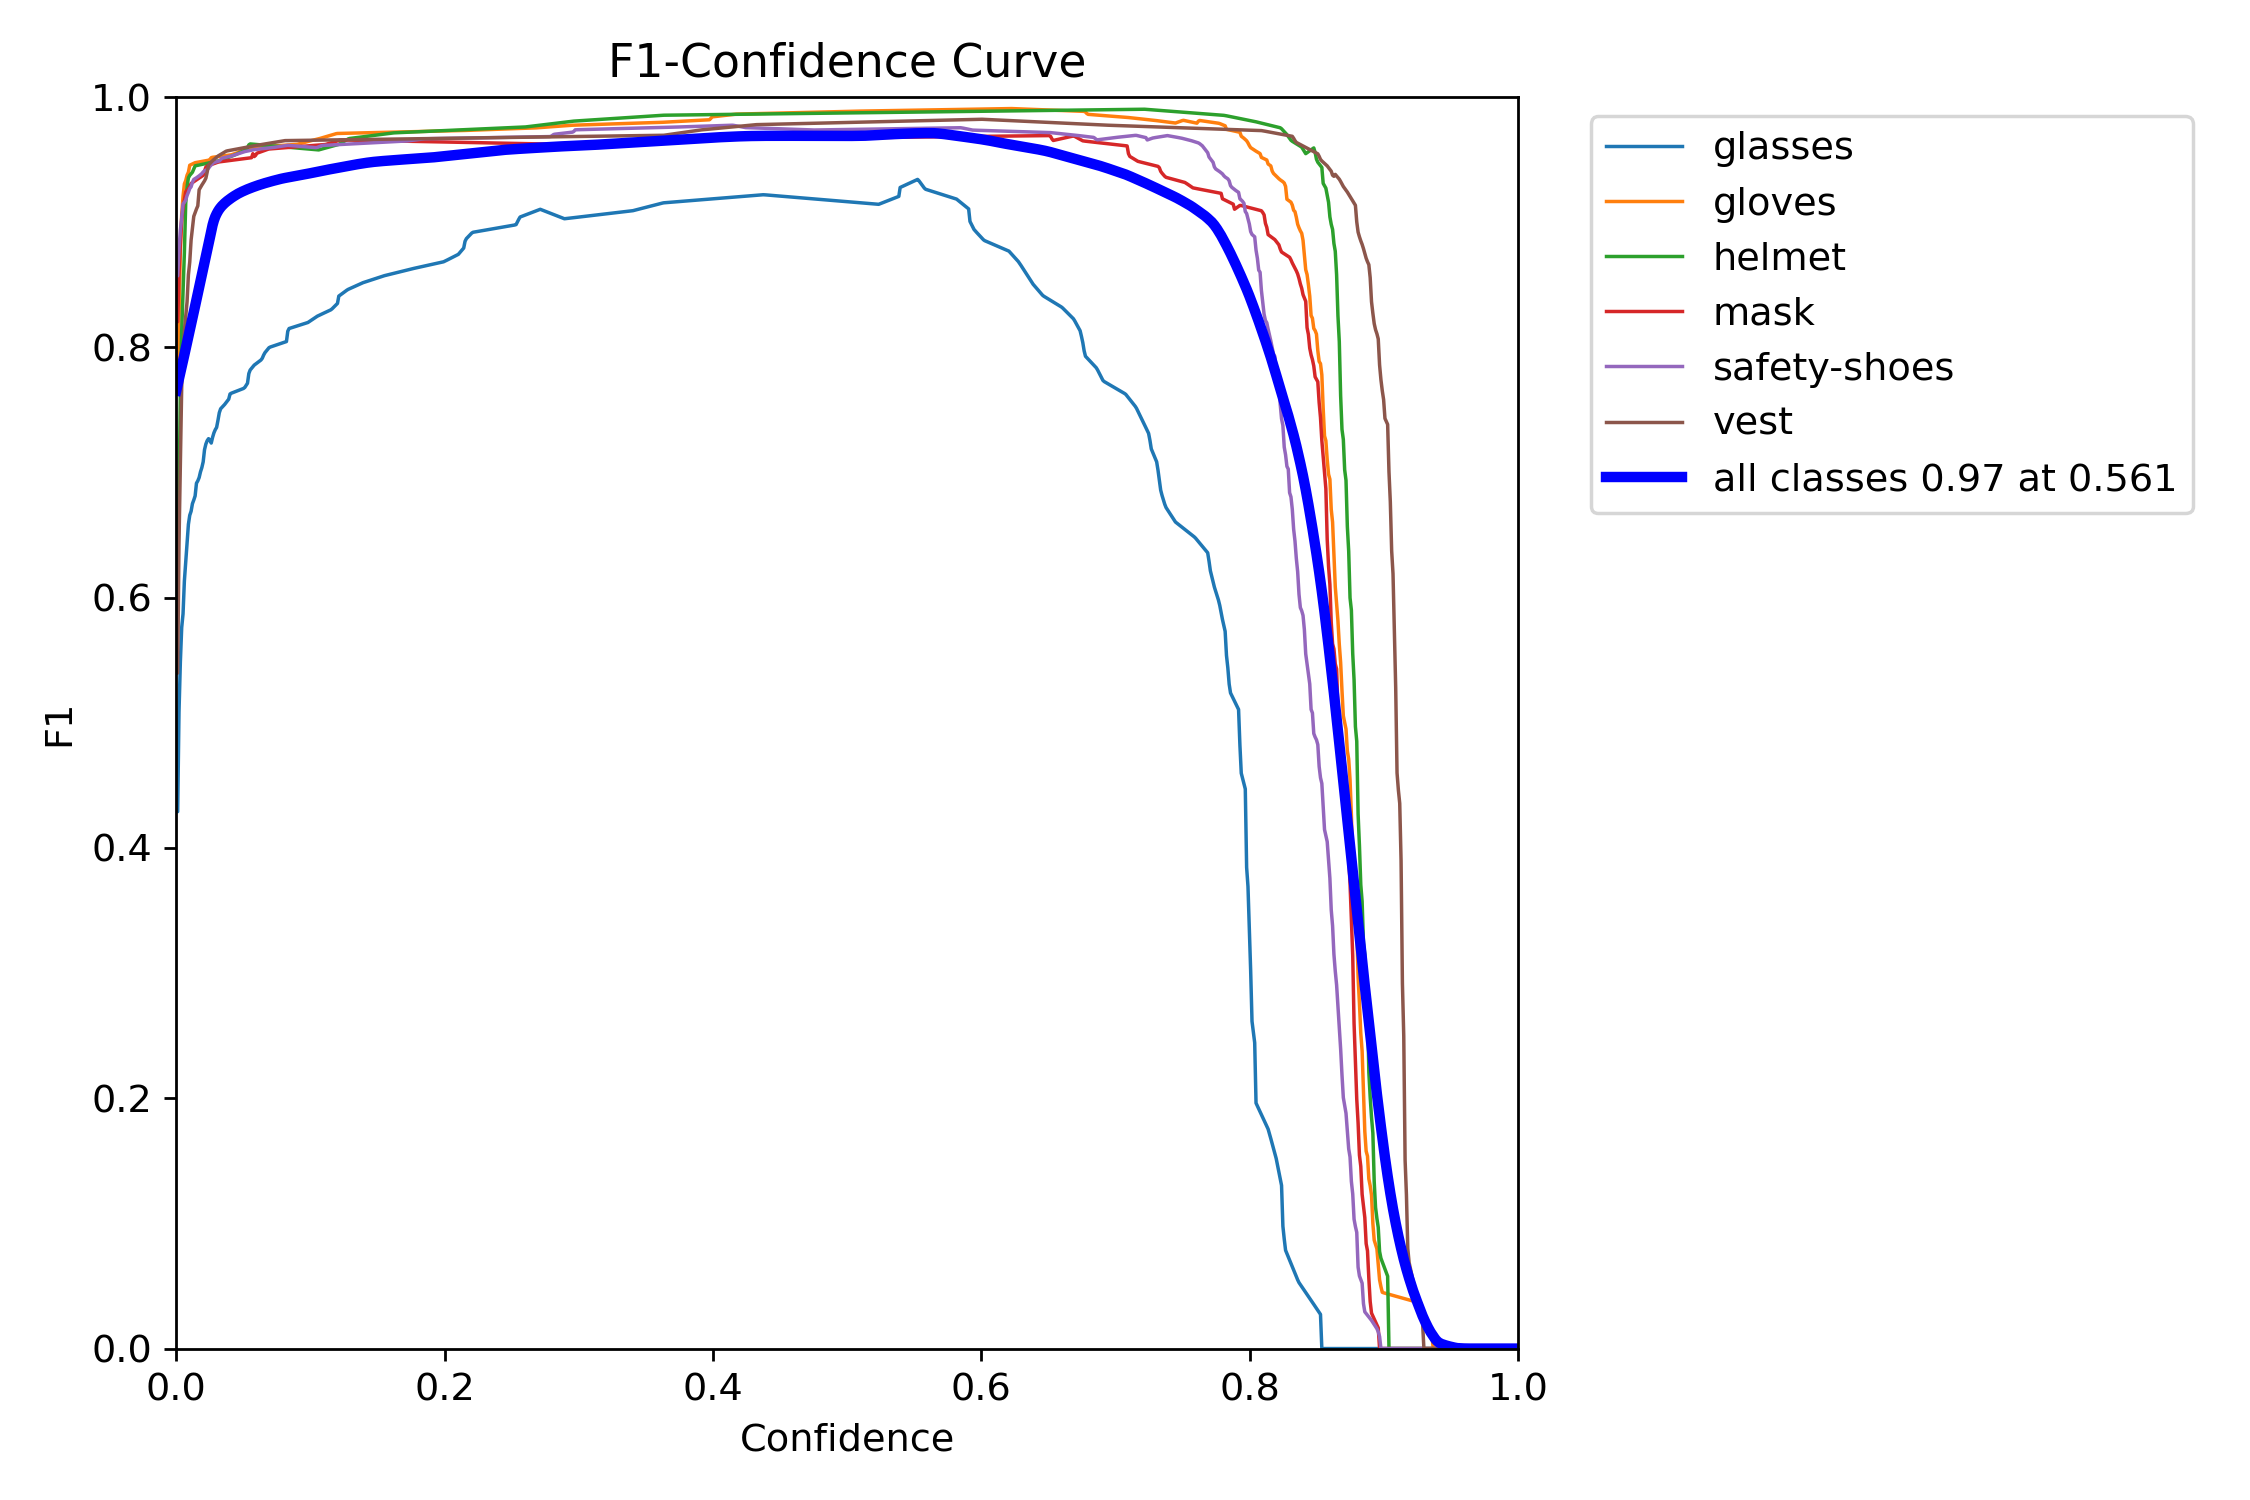 F1-Confidence Curve
1.0
0.8
0.6
0.4
0.2
0.0
F1
0.0 0.2 0.4 0.6 0.8 1.0
Confidence
glasses
gloves
helmet
mask
safety-shoes
vest
all classes 0.97 at 0.561